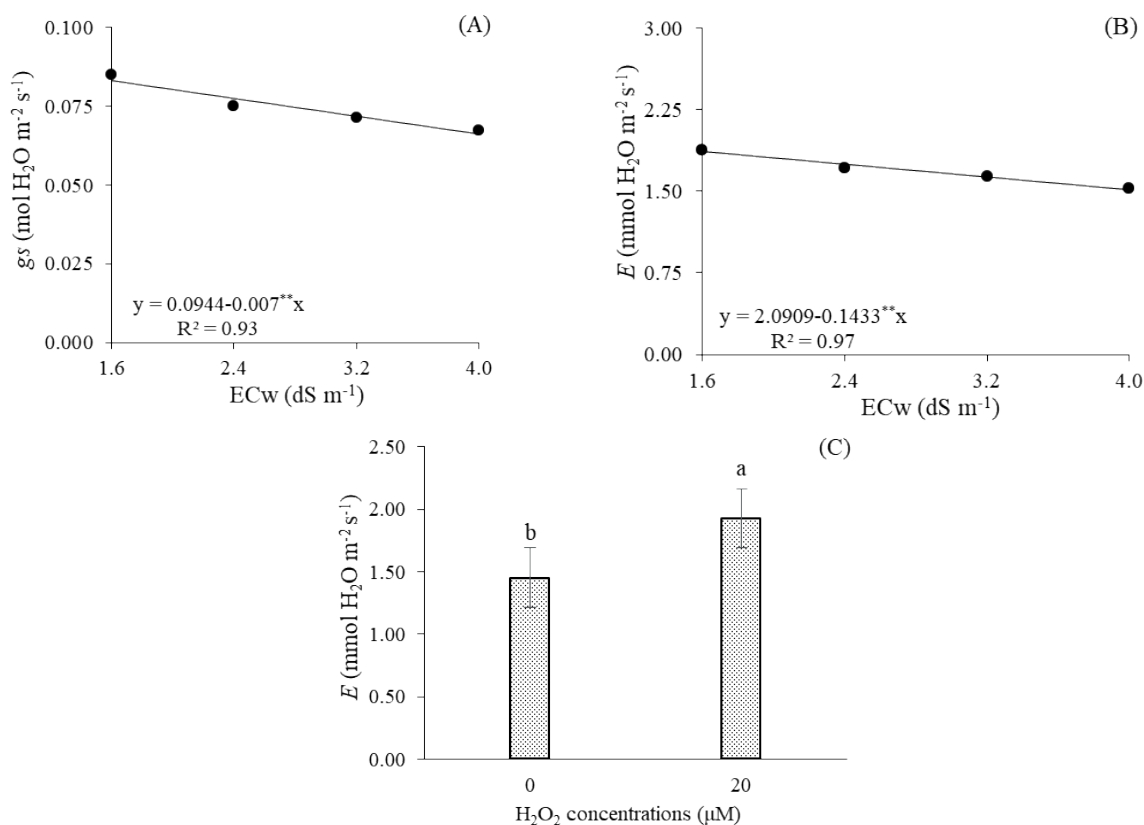 (A)
gs (mol H₂O m⁻² s⁻¹)
0.100
0.075
0.050
0.025
0.000
y = 0.0944-0.007**x
R² = 0.93
1.6 2.4 3.2 4.0
ECw (dS m⁻¹)
(B)
E (mmol H₂O m⁻² s⁻¹)
3.00
2.25
1.50
0.75
0.00
y = 2.0909-0.1433**x
R² = 0.97
1.6 2.4 3.2 4.0
ECw (dS m⁻¹)
(C)
E (mmol H₂O m⁻² s⁻¹)
2.50
2.00
1.50
1.00
0.50
0.00
b
a
0 20
H₂O₂ concentrations (μM)